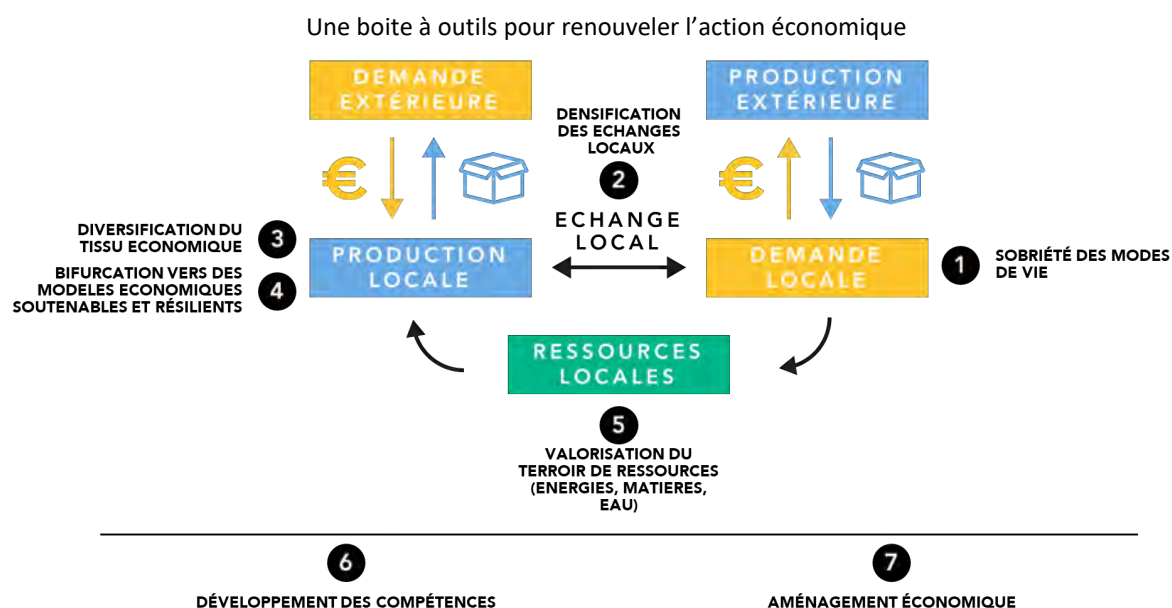 Une boite à outils pour renouveler l’action économique
DEMANDE
EXTÉRIEURE
PRODUCTION
EXTÉRIEURE
DENSIFICATION
DES ECHANGES
LOCAUX
2
€
€
ECHANGE
LOCAL
DIVERSIFICATION DU
TISSU ECONOMIQUE
3
BIFURCATION VERS DES
MODELES ECONOMIQUES
SOUTENABLES ET RÉSILIENTS
4
PRODUCTION
LOCALE
DEMANDE
LOCALE
1
SOBRIÉTÉ DES MODES
DE VIE
RESSOURCES
LOCALES
5
VALORISATION DU
TERROIR DE RESSOURCES
(ENERGIES, MATIERES,
EAU)
6
DÉVELOPPEMENT DES COMPÉTENCES
7
AMÉNAGEMENT ÉCONOMIQUE